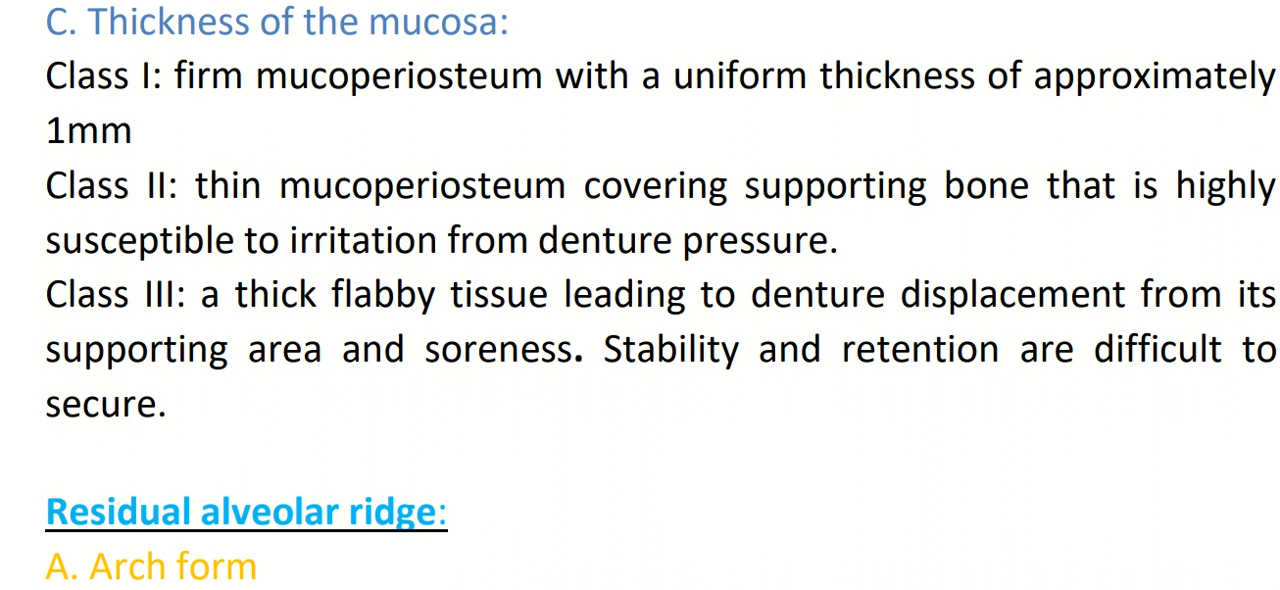 C. Thickness of the mucosa:
Class I: firm mucoperiosteum with a uniform thickness of approximately
1mm
Class II: thin mucoperiosteum covering supporting bone that is highly
susceptible to irritation from denture pressure.
Class III: a thick flabby tissue leading to denture displacement from its
supporting area and soreness. Stability and retention are difficult to
secure.
Residual alveolar ridge:
A. Arch form